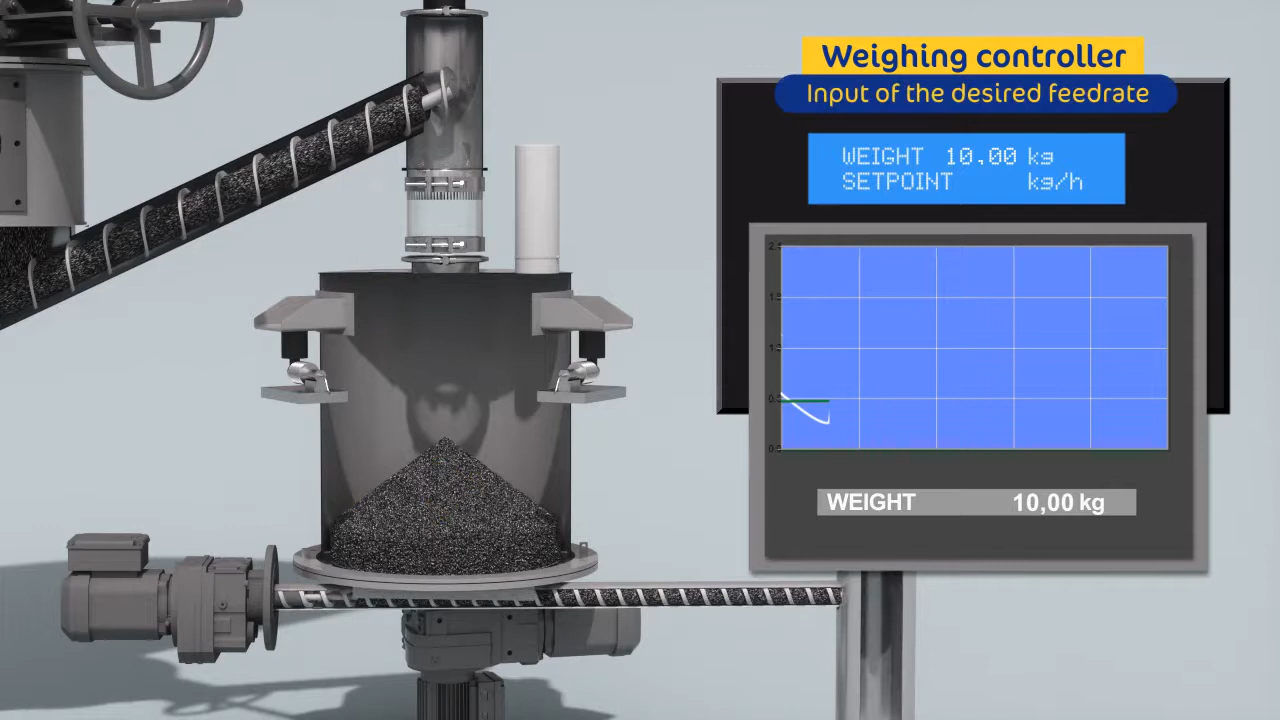 Weighing controller
Input of the desired feedrate
WEIGHT 10.00 kg
SETPOINT kg/h
WEIGHT 10,00 kg